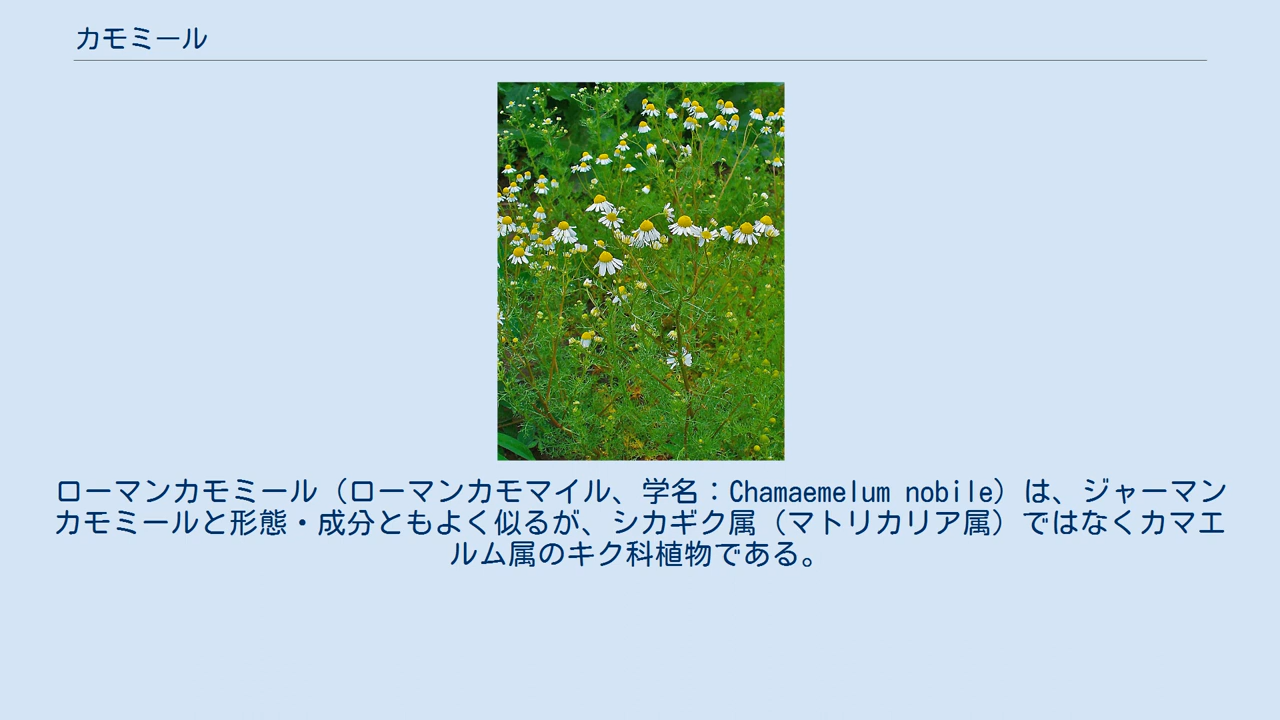 カモミール
ローマンカモミール（ローマンカモマイル、学名：Chamaemelum nobile）は、ジャーマン
カモミールと形態・成分ともよく似るが、シカギク属（マトリカリア属）ではなくカマエ
ルム属のキク科植物である。